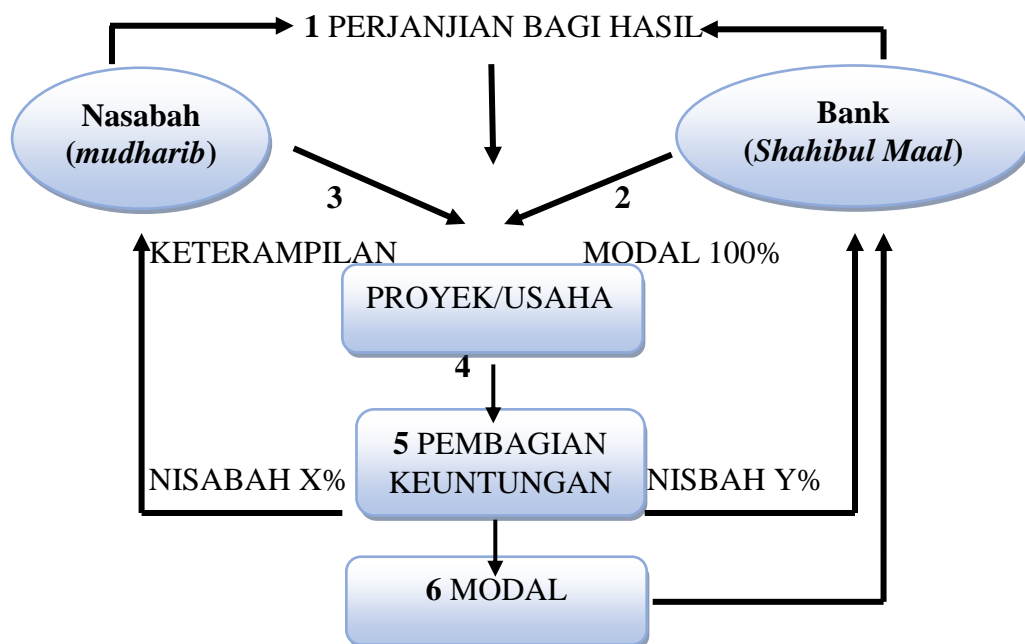 1 PERJANJIAN BAGI HASIL
Nasabah
(mudharib)
Bank
(Shahibul Maal)
3
2
KETERAMPILAN
MODAL 100%
PROYEK/USAHA
4
5 PEMBAGIAN
KEUNTUNGAN
NISABAH X%
NISBAH Y%
6 MODAL